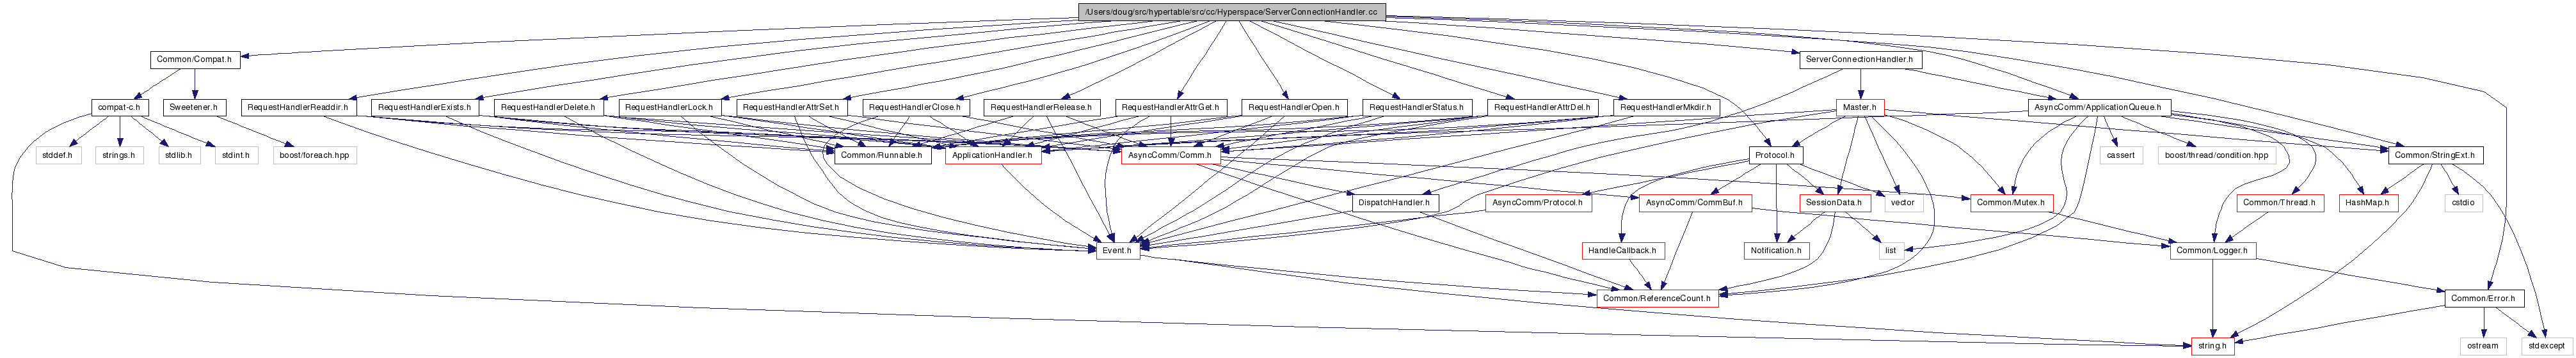 /Users/doug/src/hypertable/src/cc/Hyperspace/ServerConnectionHandler.cc
Common/Compat.h
ServerConnectionHandler.h
compat-c.h
Sweetener.h
RequestHandlerReaddir.h
RequestHandlerExists.h
RequestHandlerDelete.h
RequestHandlerLock.h
RequestHandlerAttrSet.h
RequestHandlerClose.h
RequestHandlerRelease.h
RequestHandlerAttrGet.h
RequestHandlerOpen.h
RequestHandlerStatus.h
RequestHandlerAttrDel.h
RequestHandlerMkdir.h
Master.h
AsyncComm/ApplicationQueue.h
stddef.h
strings.h
stdlib.h
stdint.h
boost/foreach.hpp
Common/Runnable.h
ApplicationHandler.h
AsyncComm/Comm.h
Protocol.h
cassert
boost/thread/condition.hpp
Common/StringExt.h
DispatchHandler.h
AsyncComm/Protocol.h
AsyncComm/CommBuf.h
SessionData.h
vector
Common/Mutex.h
Common/Thread.h
HashMap.h
cstdio
Event.h
HandleCallback.h
Notification.h
list
Common/Logger.h
Common/ReferenceCount.h
Common/Error.h
string.h
ostream
stdexcept